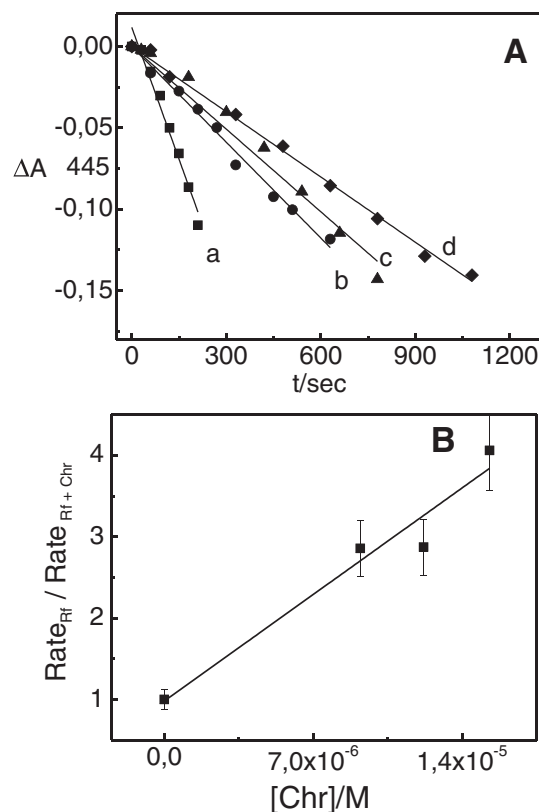 A
0,00
-0,05
ΔA
445
-0,10
-0,15
a
b
c
d
0 300 600 900 1200
t/sec
B
Rate_Rf / Rate_Rf + Chr
4
3
2
1
0,0 7,0x10⁻⁶ 1,4x10⁻⁵
[Chr]/M